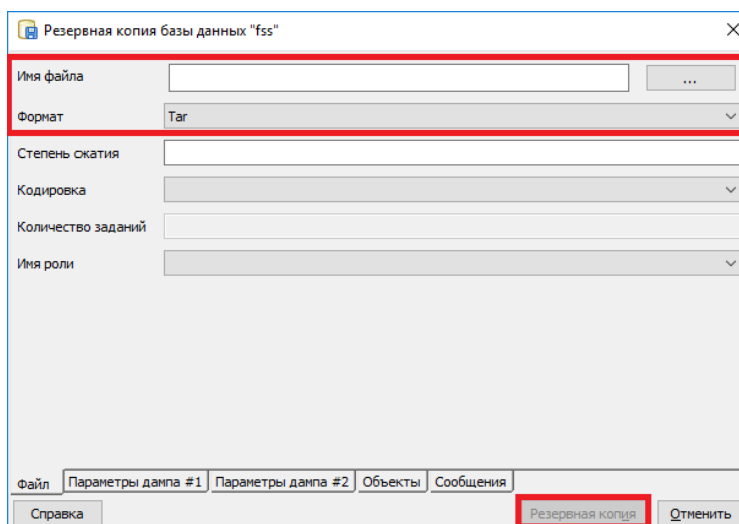 Резервная копия базы данных "fss"
Имя файла ...
Формат Tar
Степень сжатия
Кодировка
Количество заданий
Имя роли
Файл Параметры дампа #1 Параметры дампа #2 Объекты Сообщения
Справка Резервная копия Отменить